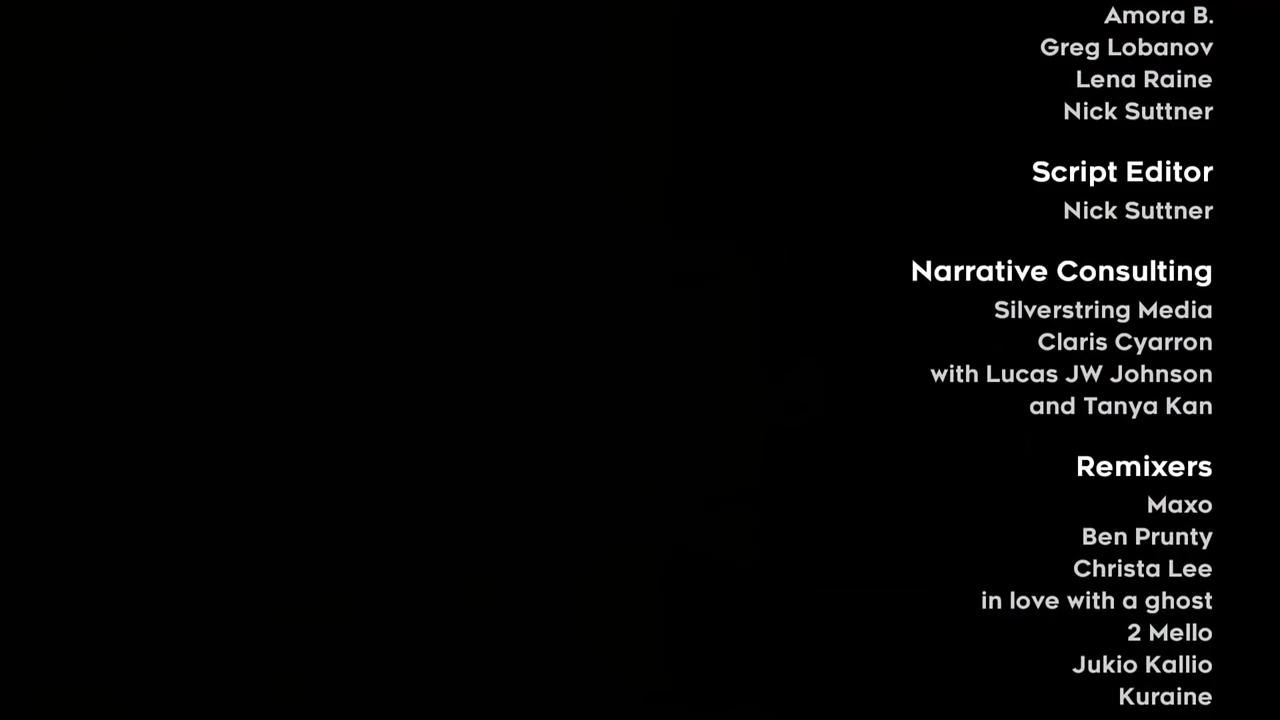 Amora B.
Greg Lobanov
Lena Raine
Nick Suttner
Script Editor
Nick Suttner
Narrative Consulting
Silverstring Media
Claris Cyarron
with Lucas JW Johnson
and Tanya Kan
Remixers
Maxo
Ben Prunty
Christa Lee
in love with a ghost
2 Mello
Jukio Kallio
Kuraine